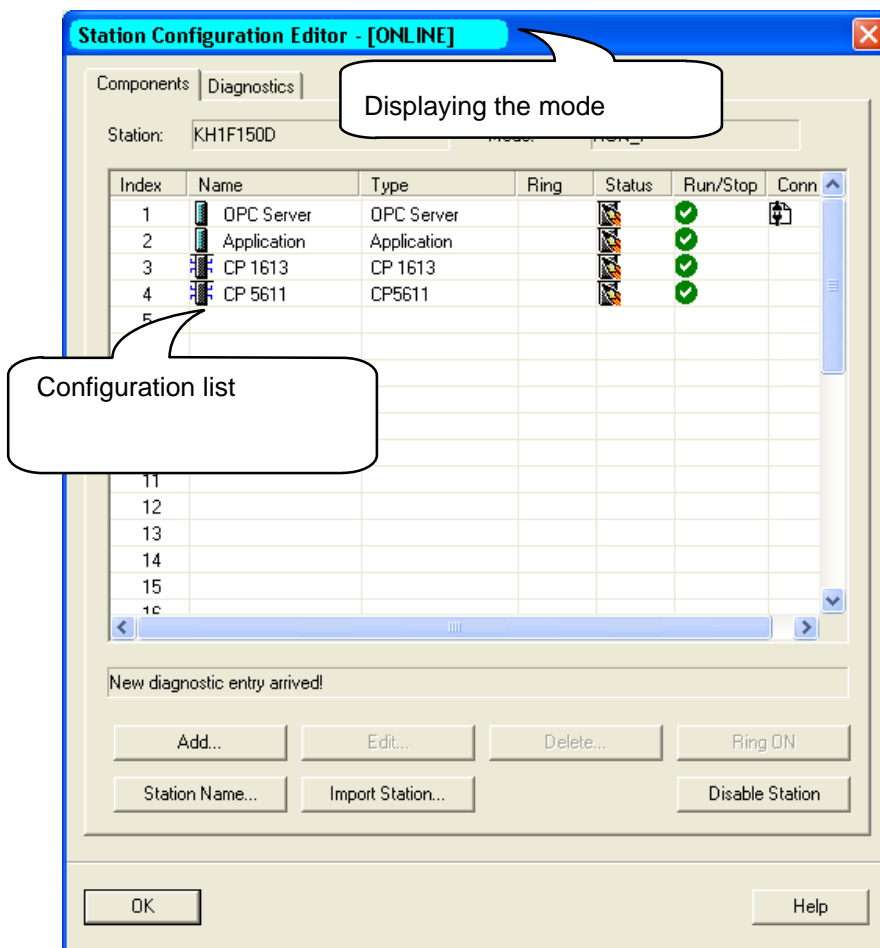 Station Configuration Editor - [ONLINE]
Displaying the mode
Components Diagnostics
Station: KH1F150D
Index Name Type Ring Status Run/Stop Conn
1 OPC Server OPC Server
2 Application Application
3 CP 1613 CP 1613
4 CP 5611 CP5611
5
Configuration list
11
12
13
14
15
16
New diagnostic entry arrived!
Add... Edit... Delete... Ring ON
Station Name... Import Station... Disable Station
OK Help